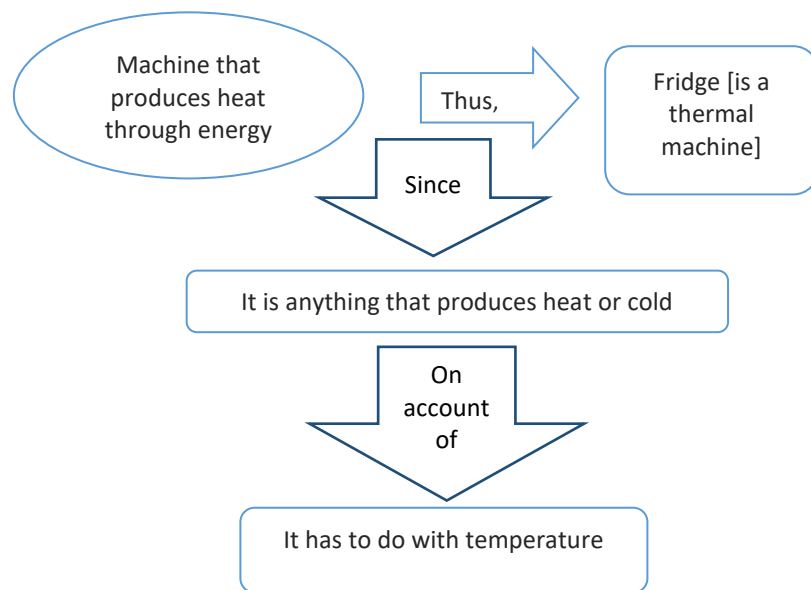 Machine that
produces heat
through energy
Thus,
Fridge [is a
thermal
machine]
Since
It is anything that produces heat or cold
On
account
of
It has to do with temperature